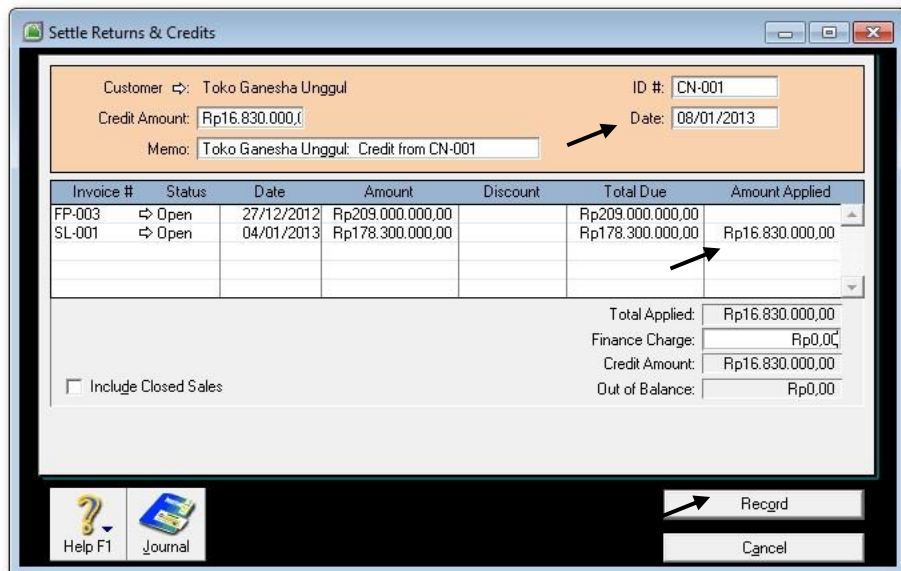 Settle Returns & Credits
Customer ⇨: Toko Ganesha Unggul ID #: CN-001
Credit Amount: Rp16.830.000,( Date: 08/01/2013
Memo: Toko Ganesha Unggul: Credit from CN-001
Invoice # Status Date Amount Discount Total Due Amount Applied
FP-003 ⇨ Open 27/12/2012 Rp209.000.000,00 Rp209.000.000,00
SL-001 ⇨ Open 04/01/2013 Rp178.300.000,00 Rp178.300.000,00 Rp16.830.000,00
Total Applied: Rp16.830.000,00
Finance Charge: Rp0,00
Credit Amount: Rp16.830.000,00
Include Closed Sales Out of Balance: Rp0,00
Help F1 Journal Record
Cancel